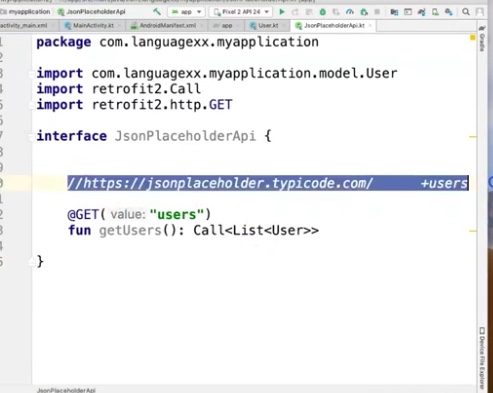 myapplication JsonPlaceholderApi app Pixel 2 API 24
activity_main.xml MainActivity.kt AndroidManifest.xml app User.kt JsonPlaceholderApi.kt
package com.languagexx.myapplication
import com.languagexx.myapplication.model.User
import retrofit2.Call
import retrofit2.http.GET
interface JsonPlaceholderApi {
//https://jsonplaceholder.typicode.com/ +users
@GET( value: "users")
fun getUsers(): Call<List<User>>
}
JsonPlaceholderApi
Gradle
Device File Explorer